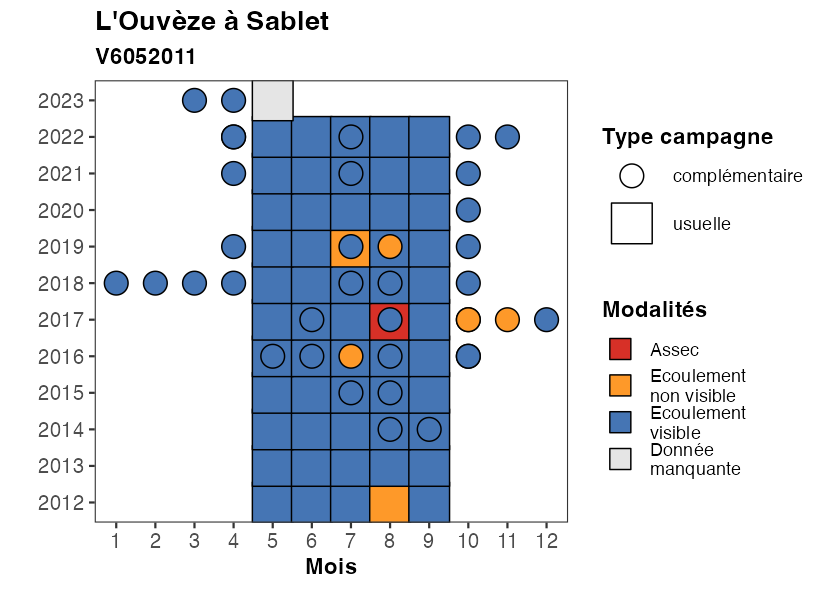 L'Ouvèze à Sablet
V6052011
2023
2022
2021
2020
2019
2018
2017
2016
2015
2014
2013
2012
1 2 3 4 5 6 7 8 9 10 11 12
Mois
Type campagne
complémentaire
usuelle
Modalités
Assec
Ecoulement
non visible
Ecoulement
visible
Donnée
manquante